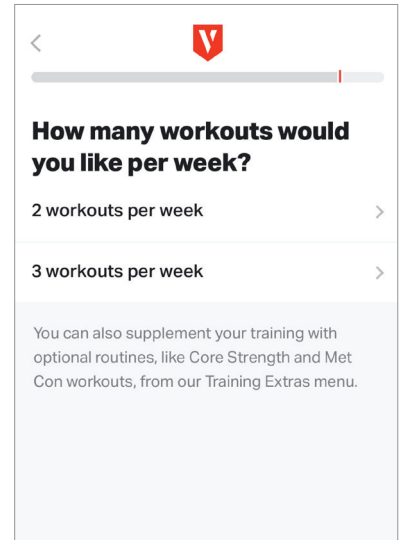 How many workouts would
you like per week?
2 workouts per week
3 workouts per week
You can also supplement your training with
optional routines, like Core Strength and Met
Con workouts, from our Training Extras menu.